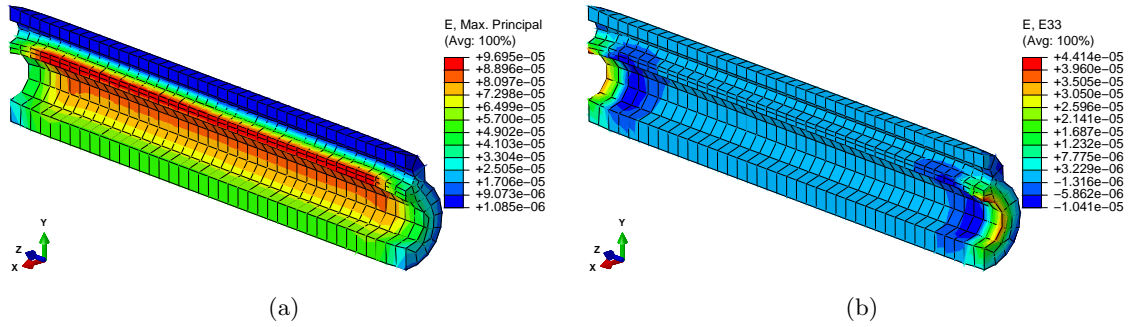 E, Max. Principal
(Avg: 100%)
+9.695e-05
+8.896e-05
+8.097e-05
+7.298e-05
+6.499e-05
+5.700e-05
+4.902e-05
+4.103e-05
+3.304e-05
+2.505e-05
+1.706e-05
+9.073e-06
+1.085e-06
Y
Z
X
(a)
E, E33
(Avg: 100%)
+4.414e-05
+3.960e-05
+3.505e-05
+3.050e-05
+2.596e-05
+2.141e-05
+1.687e-05
+1.232e-05
+7.775e-06
+3.229e-06
−1.316e-06
−5.862e-06
−1.041e-05
Y
Z
X
(b)